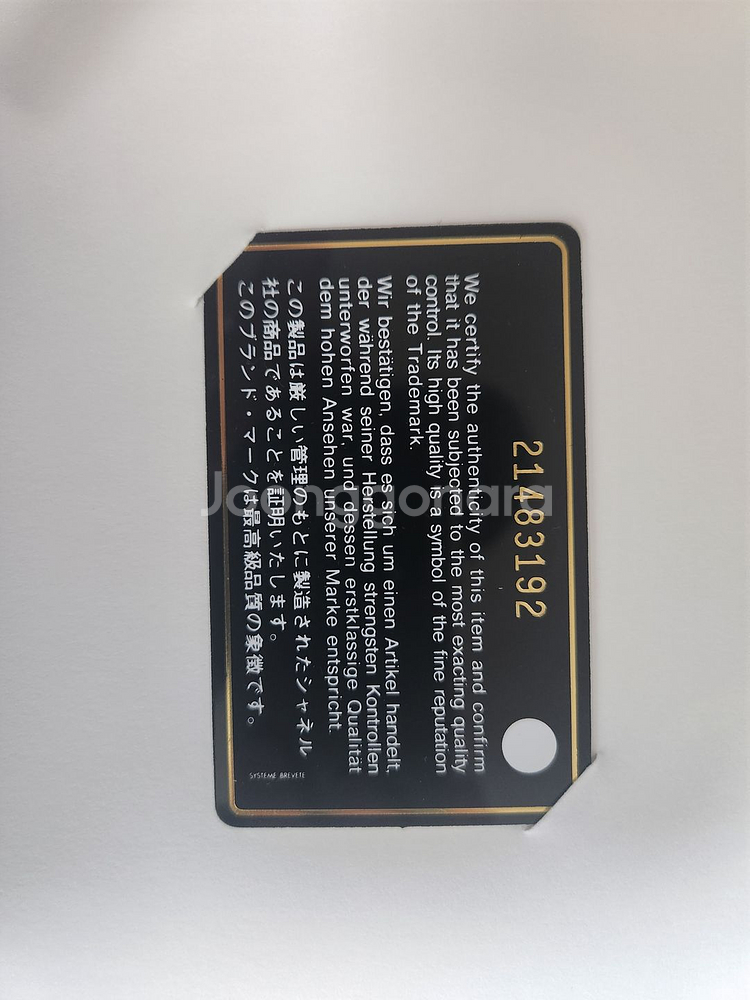 21483192
We certify the authenticity of this item and confirm
that it has been subjected to the most exacting quality
control. Its high quality is a symbol of the fine reputation
of the Trademark.
Wir bestätigen, dass es sich um einen Artikel handelt,
der während seiner Herstellung strengsten Kontrollen
unterworfen war, und dessen erstklassige Qualität
dem hohen Ansehen unserer Marke entspricht.
この製品は厳しい管理のもとに製造されたシャネル
社の商品であることを証明いたします。
このブランド・マークは最高級品質の象徴です。
SYSTEME BREVETE
Joonggonara